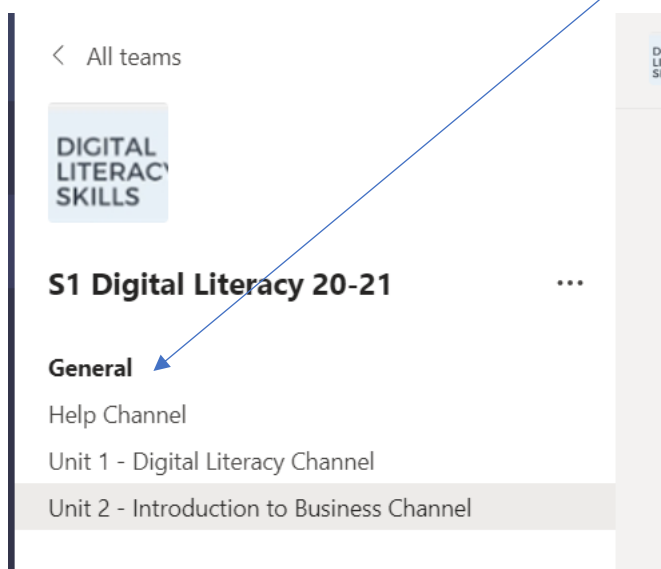 All teams
DIGITAL
LITERACY
SKILLS
S1 Digital Literacy 20-21
General
Help Channel
Unit 1 - Digital Literacy Channel
Unit 2 - Introduction to Business Channel